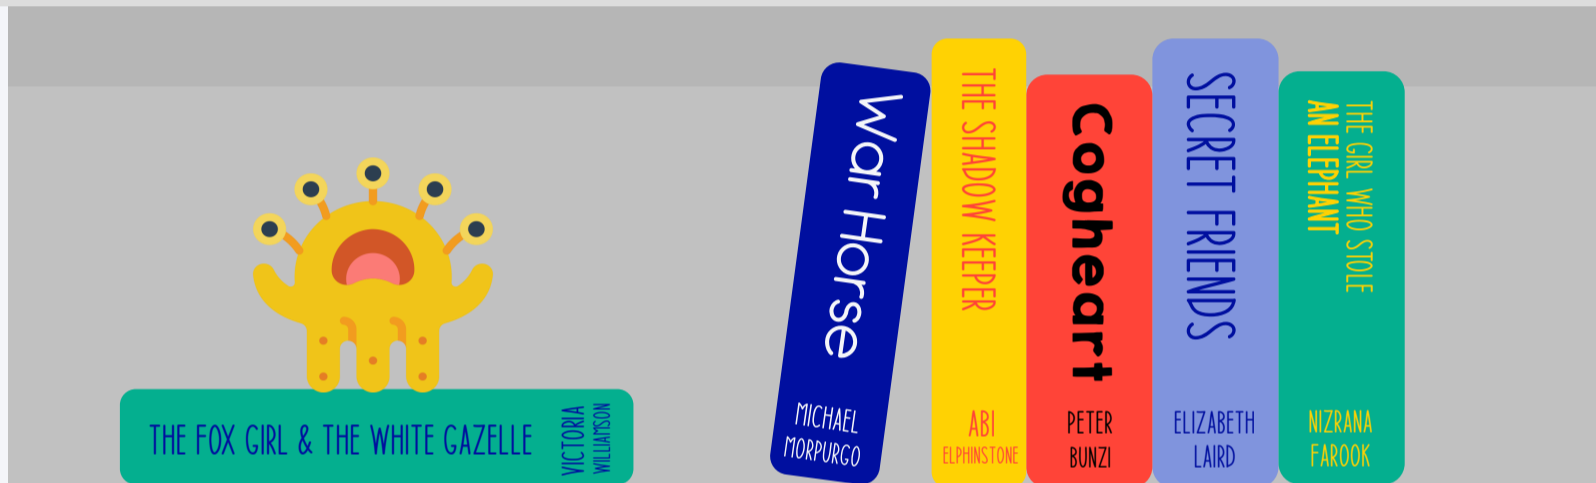 THE FOX GIRL & THE WHITE GAZELLE
VICTORIA
WILLIAMSON
War Horse
MICHAEL
MORPURGO
THE SHADOW KEEPER
ABI
ELPHINSTONE
Cogheart
PETER
BUNZI
SECRET FRIENDS
ELIZABETH
LAIRD
THE GIRL WHO STOLE
AN ELEPHANT
NIZRANA
FAROOK